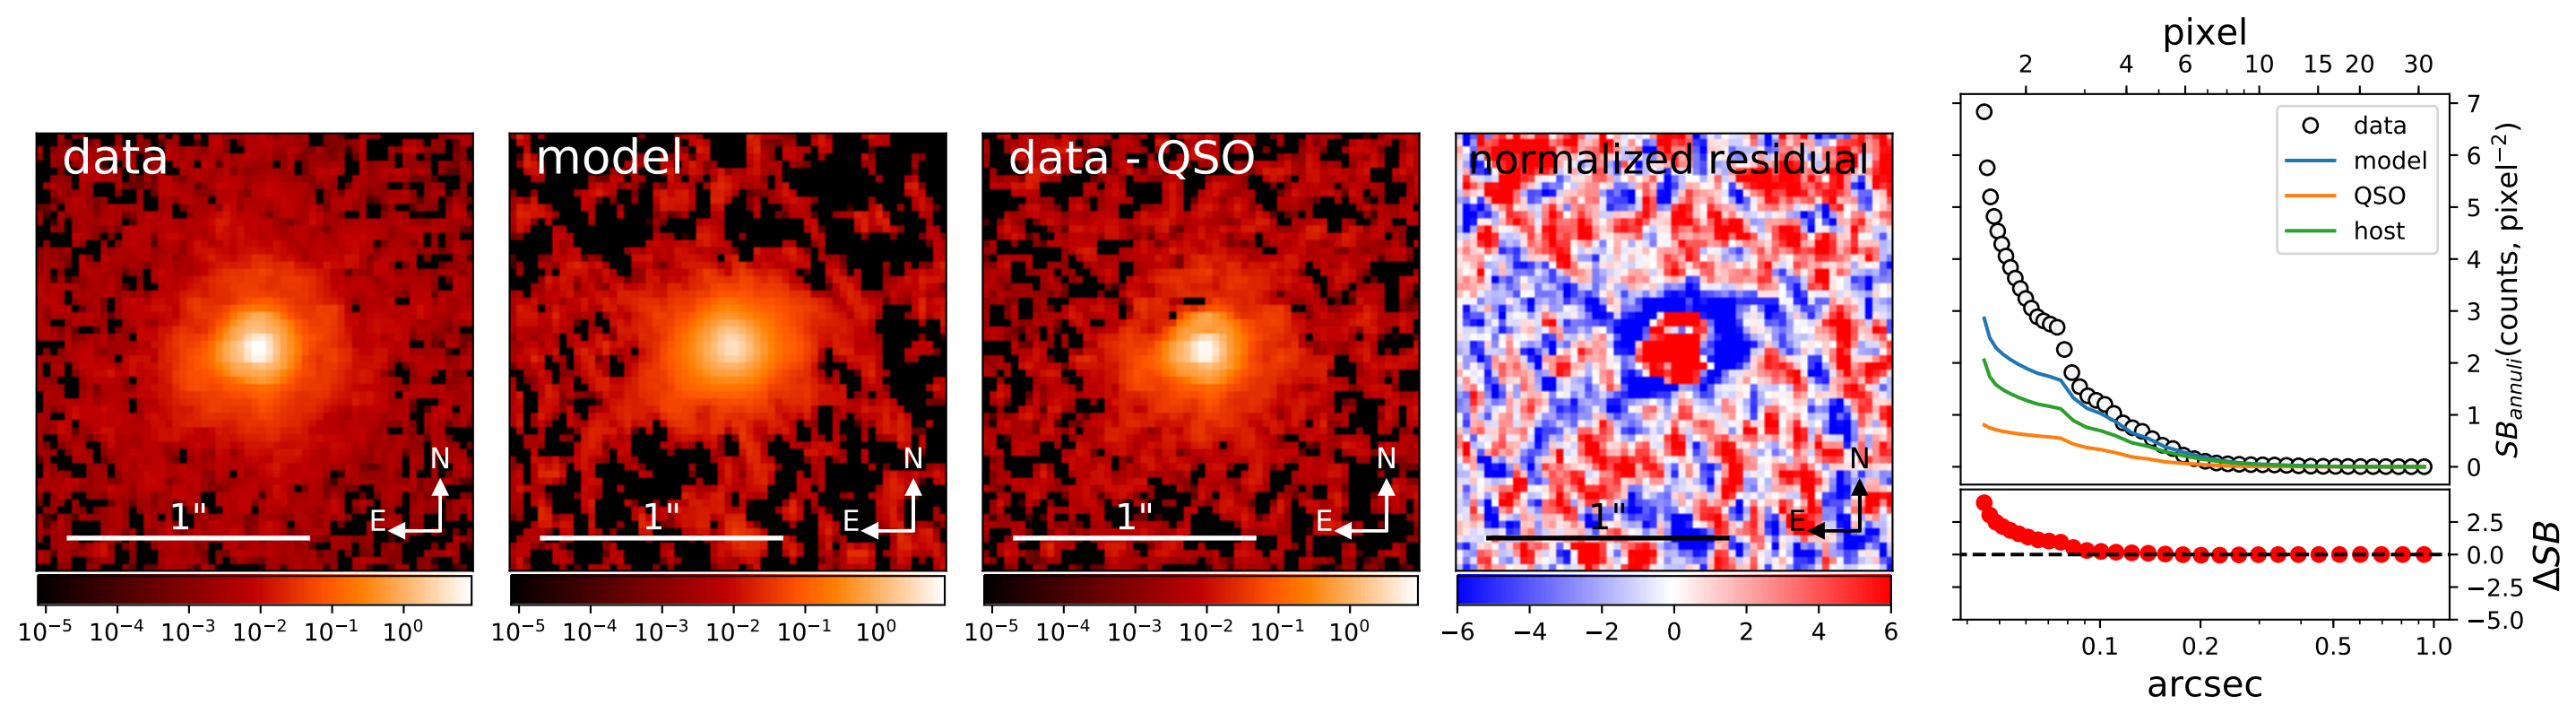 data
N
E
1"
10⁻⁵ 10⁻⁴ 10⁻³ 10⁻² 10⁻¹ 10⁰
model
N
E
1"
10⁻⁵ 10⁻⁴ 10⁻³ 10⁻² 10⁻¹ 10⁰
data - QSO
N
E
1"
10⁻⁵ 10⁻⁴ 10⁻³ 10⁻² 10⁻¹ 10⁰
normalized residual
N
E
1"
−6 −4 −2 0 2 4 6
pixel
2 4 6 10 15 20 30
data
model
QSO
host
7
6
5
4
3
2
1
0
SB_annuli(counts, pixel⁻²)
2.5
0.0
−2.5
−5.0
ΔSB
0.1 0.2 0.5 1.0
arcsec